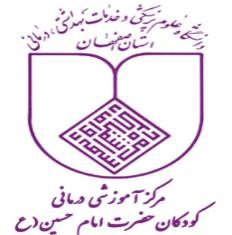 دانشگاه علوم پزشکی و خدمات بهداشتی، درمانی
استان اصفهان
مرکز آموزشی درمانی
کودکان حضرت امام حسین(ع